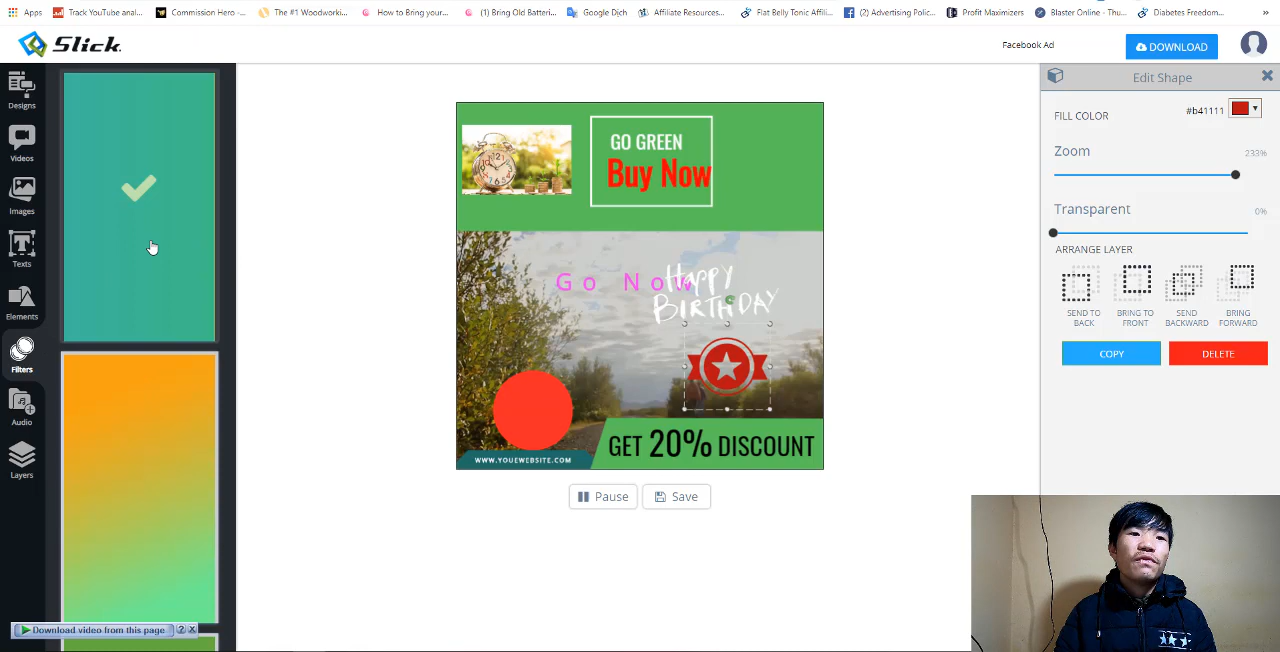 Apps
Track YouTube anal...
Commission Hero -...
The #1 Woodworki...
How to Bring your...
(1) Bring Old Batteri...
Google Dịch
Affiliate Resources...
Flat Belly Tonic Affili...
(2) Advertising Polic...
Profit Maximizers
Blaster Online - Thu...
Diabetes Freedom...
»
Slick.
Facebook Ad
DOWNLOAD
Designs
Videos
Images
Texts
Elements
Filters
Audio
Layers
Download video from this page ? X
GO GREEN
Buy Now
Go Now
HAPPY
BIRTHDAY
GET 20% DISCOUNT
WWW.YOUEWEBSITE.COM
Pause
Save
Edit Shape
FILL COLOR
#b41111
Zoom
233%
Transparent
0%
ARRANGE LAYER
SEND TO BACK
BRING TO FRONT
SEND BACKWARD
BRING FORWARD
COPY
DELETE